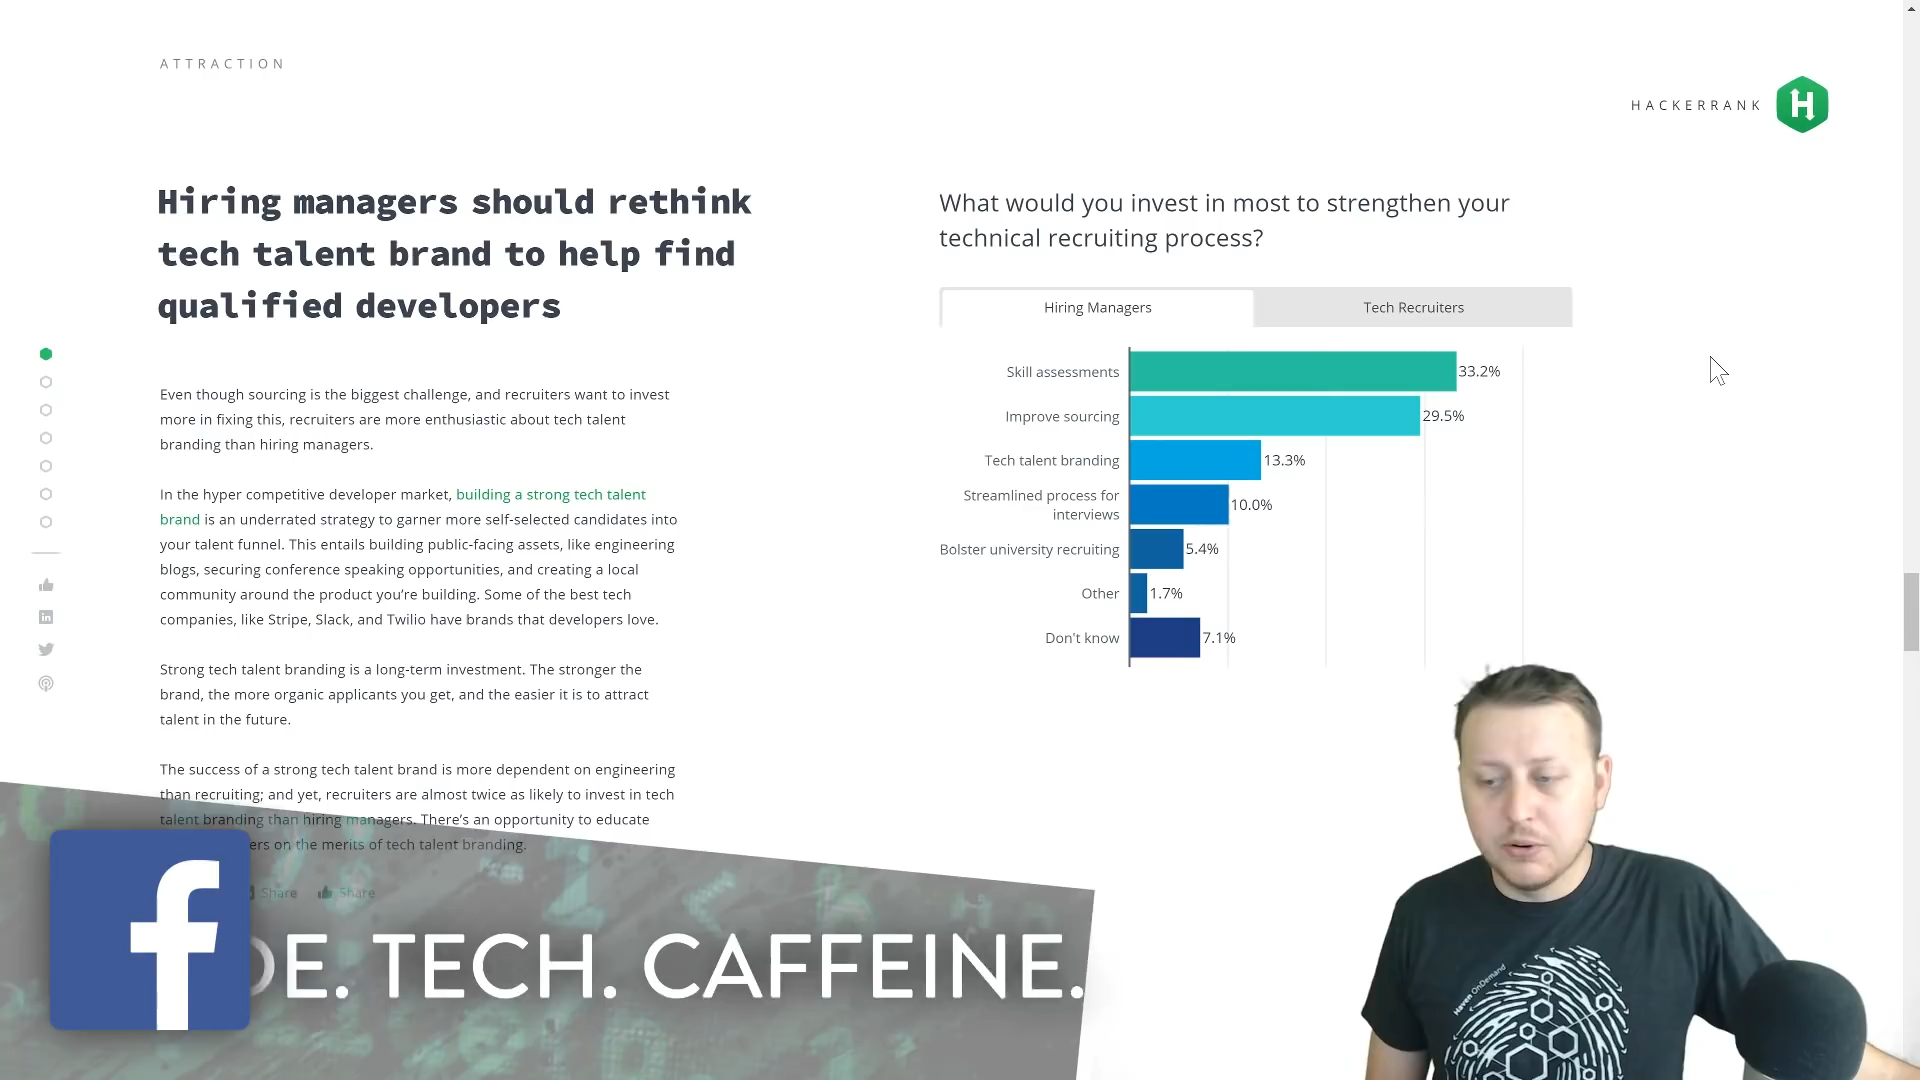 ATTRACTION
HACKERRANK
Hiring managers should rethink
tech talent brand to help find
qualified developers
Even though sourcing is the biggest challenge, and recruiters want to invest
more in fixing this, recruiters are more enthusiastic about tech talent
branding than hiring managers.
In the hyper competitive developer market, building a strong tech talent
brand is an underrated strategy to garner more self-selected candidates into
your talent funnel. This entails building public-facing assets, like engineering
blogs, securing conference speaking opportunities, and creating a local
community around the product you’re building. Some of the best tech
companies, like Stripe, Slack, and Twilio have brands that developers love.
Strong tech talent branding is a long-term investment. The stronger the
brand, the more organic applicants you get, and the easier it is to attract
talent in the future.
The success of a strong tech talent brand is more dependent on engineering
than recruiting; and yet, recruiters are almost twice as likely to invest in tech
talent branding than hiring managers. There’s an opportunity to educate
on the merits of tech talent branding.
Share
Share
What would you invest in most to strengthen your
technical recruiting process?
Hiring Managers
Tech Recruiters
Skill assessments 33.2%
Improve sourcing 29.5%
Tech talent branding 13.3%
Streamlined process for
interviews 10.0%
Bolster university recruiting 5.4%
Other 1.7%
Don't know 7.1%
DE. TECH. CAFFEINE.
Haven OnDemand